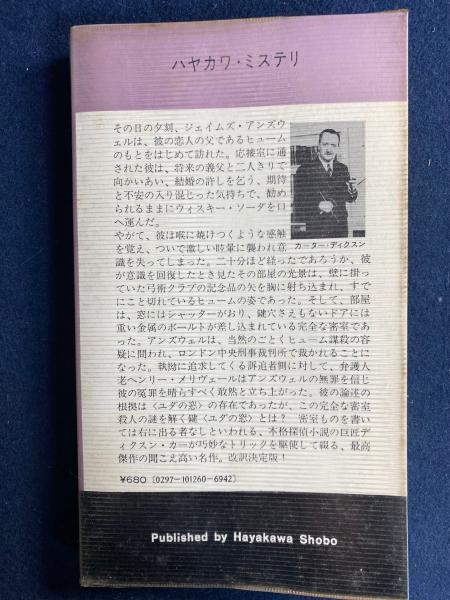 ハヤカワ・ミステリ
その日の夕刻、ジェイムズ・アンズウ
ェルは、彼の恋人の父であるヒューム
のもとをはじめて訪れた。応接室に通
された彼は、将来の義父と二人きりで
向かいあい、結婚の許しを乞う、期待
と不安の入り混じった気持ちで、勧め
られるままにウィスキー・ソーダを口
へ運んだ。
やがて、彼は喉に焼けつくような感触
を覚え、ついで激しい眩暈に襲われ意
識を失ってしまった。二十分ほど経ったであろうか、彼
が意識を回復したとき見たその部屋の光景は、壁に掛っ
ていた弓術クラブの記念品の矢を胸に射ち込まれ、すで
にこと切れているヒュームの姿であった。そして、部屋
は、窓にはシャッターがおり、鍵穴さえもないドアには
重い金属のボールトが差し込まれている完全な密室であ
った。アンズウェルは、当然のごとくヒューム謀殺の容
疑に問われ、ロンドン中央刑事裁判所で裁かれることに
なった。執拗に追求してくる訴追者側に対して、弁護人
老ヘンリー・メリヴェールはアンズウェルの無罪を信じ
彼の冤罪を晴らすべく敢然と立ち上がった。彼の論述の
根拠は〈ユダの窓〉の存在であったが、この完全な密室
殺人の謎を解く鍵〈ユダの窓〉とは？ 密室ものを書い
ては右に出る者なしといわれる、本格探偵小説の巨匠デ
ィクスン・カーが巧妙なトリックを駆使して綴る、最高
傑作の聞こえ高い名作。改訳決定版！
カーター・ディクスン
¥680 〔0297-101260-6942〕
Published by Hayakawa Shobo